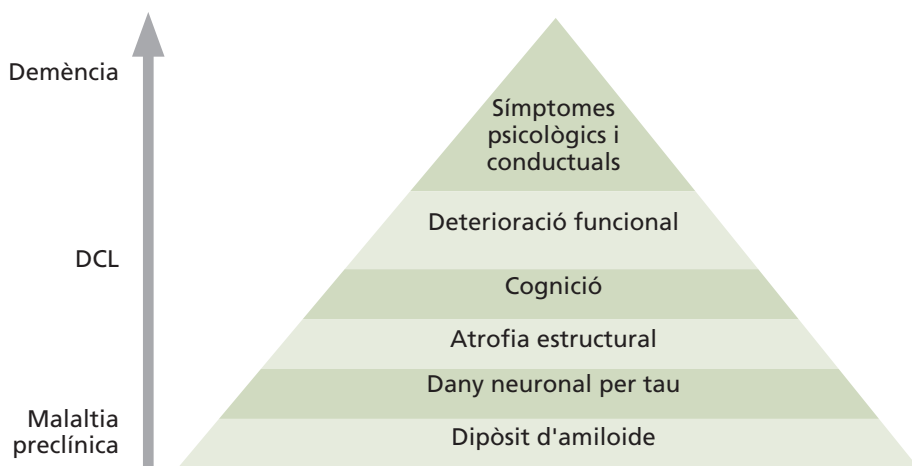 Demència
DCL
Malaltia
preclínica
Símptomes
psicològics i
conductuals
Deterioració funcional
Cognició
Atrofia estructural
Dany neuronal per tau
Dipòsit d'amiloide